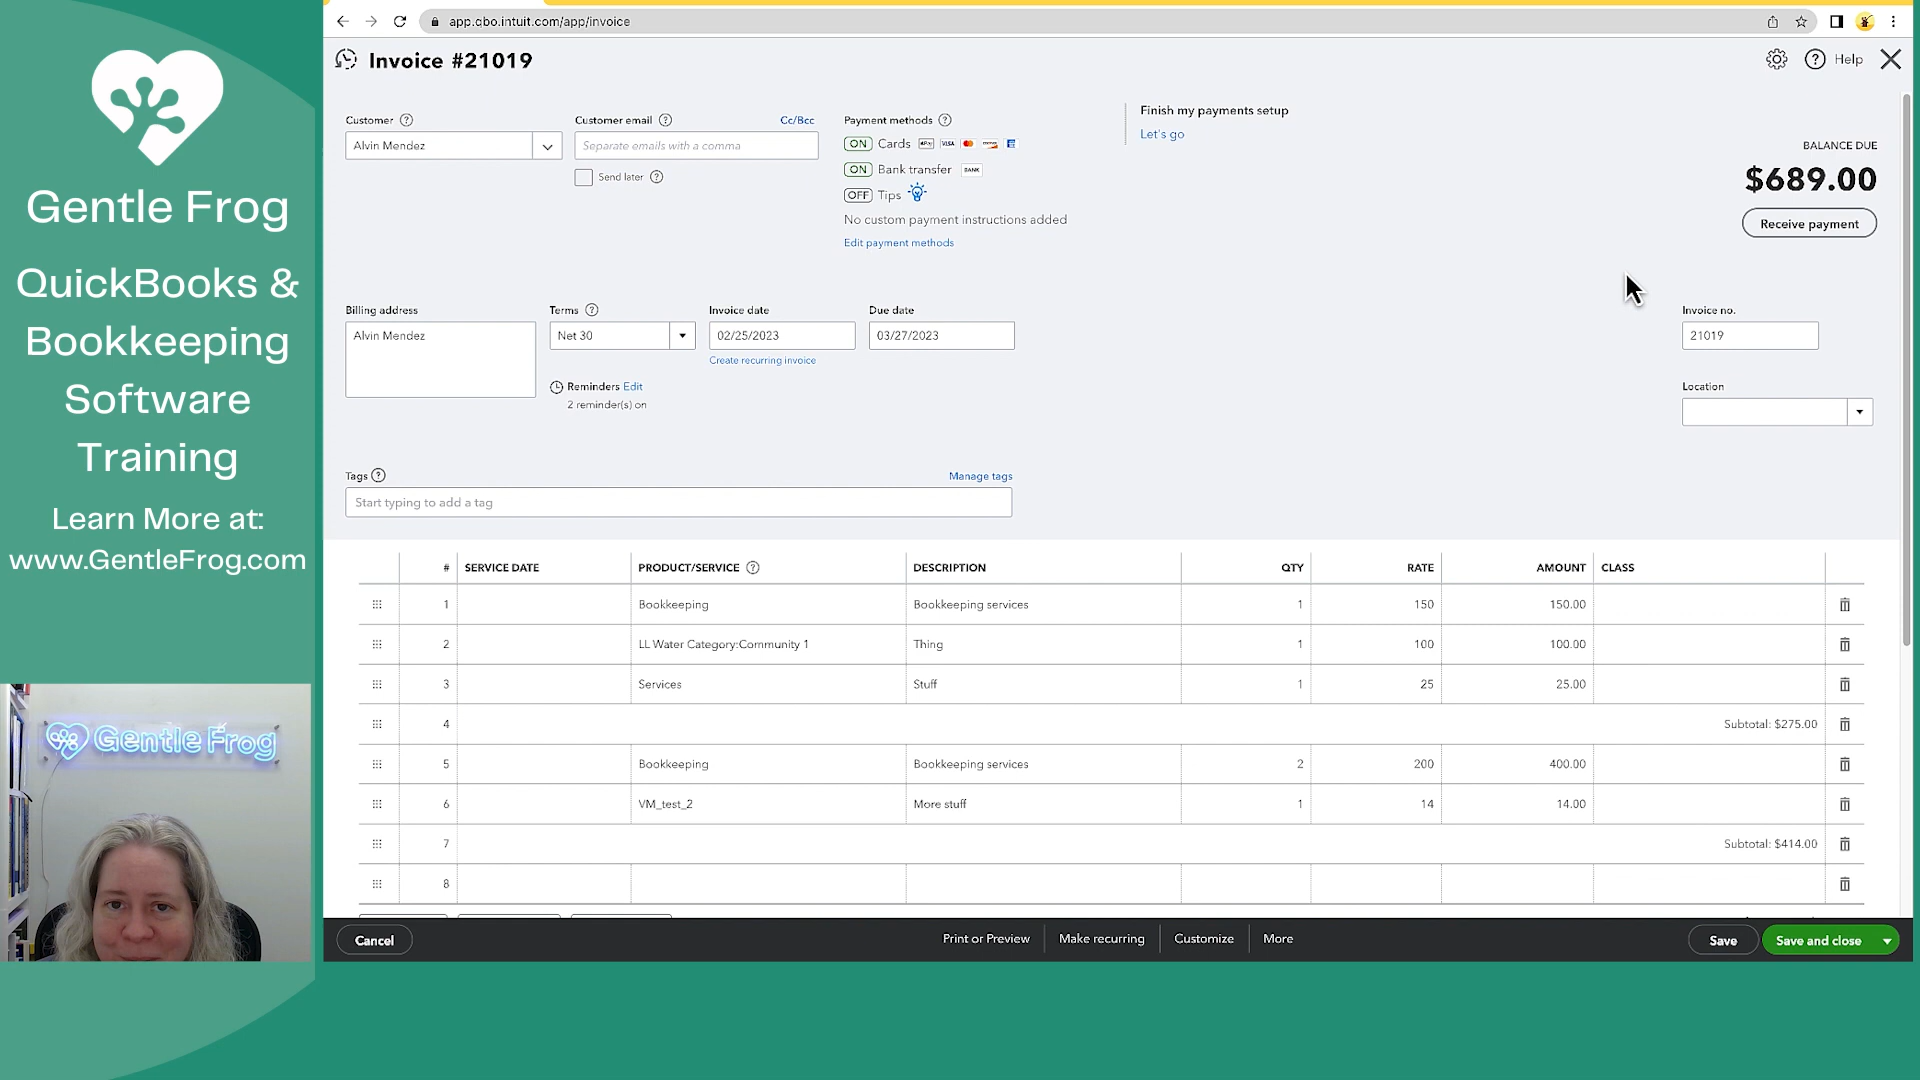 Gentle Frog
QuickBooks &
Bookkeeping
Software
Training
Learn More at:
www.GentleFrog.com
Gentle Frog
app.qbo.intuit.com/app/invoice
Invoice #21019
Help
Customer
Customer email
Cc/Bcc
Alvin Mendez
Separate emails with a comma
Send later
Payment methods
ON Cards
VISA
ON Bank transfer BANK
OFF Tips
No custom payment instructions added
Edit payment methods
Finish my payments setup
Let's go
BALANCE DUE
$689.00
Receive payment
Billing address
Alvin Mendez
Terms
Net 30
Invoice date
02/25/2023
Create recurring invoice
Due date
03/27/2023
Reminders Edit
2 reminder(s) on
Invoice no.
21019
Location
Tags
Manage tags
Start typing to add a tag
# SERVICE DATE PRODUCT/SERVICE DESCRIPTION QTY RATE AMOUNT CLASS
1 Bookkeeping Bookkeeping services 1 150 150.00
2 LL Water Category:Community 1 Thing 1 100 100.00
3 Services Stuff 1 25 25.00
4 Subtotal: $275.00
5 Bookkeeping Bookkeeping services 2 200 400.00
6 VM_test_2 More stuff 1 14 14.00
7 Subtotal: $414.00
8
Cancel
Print or Preview
Make recurring
Customize
More
Save
Save and close